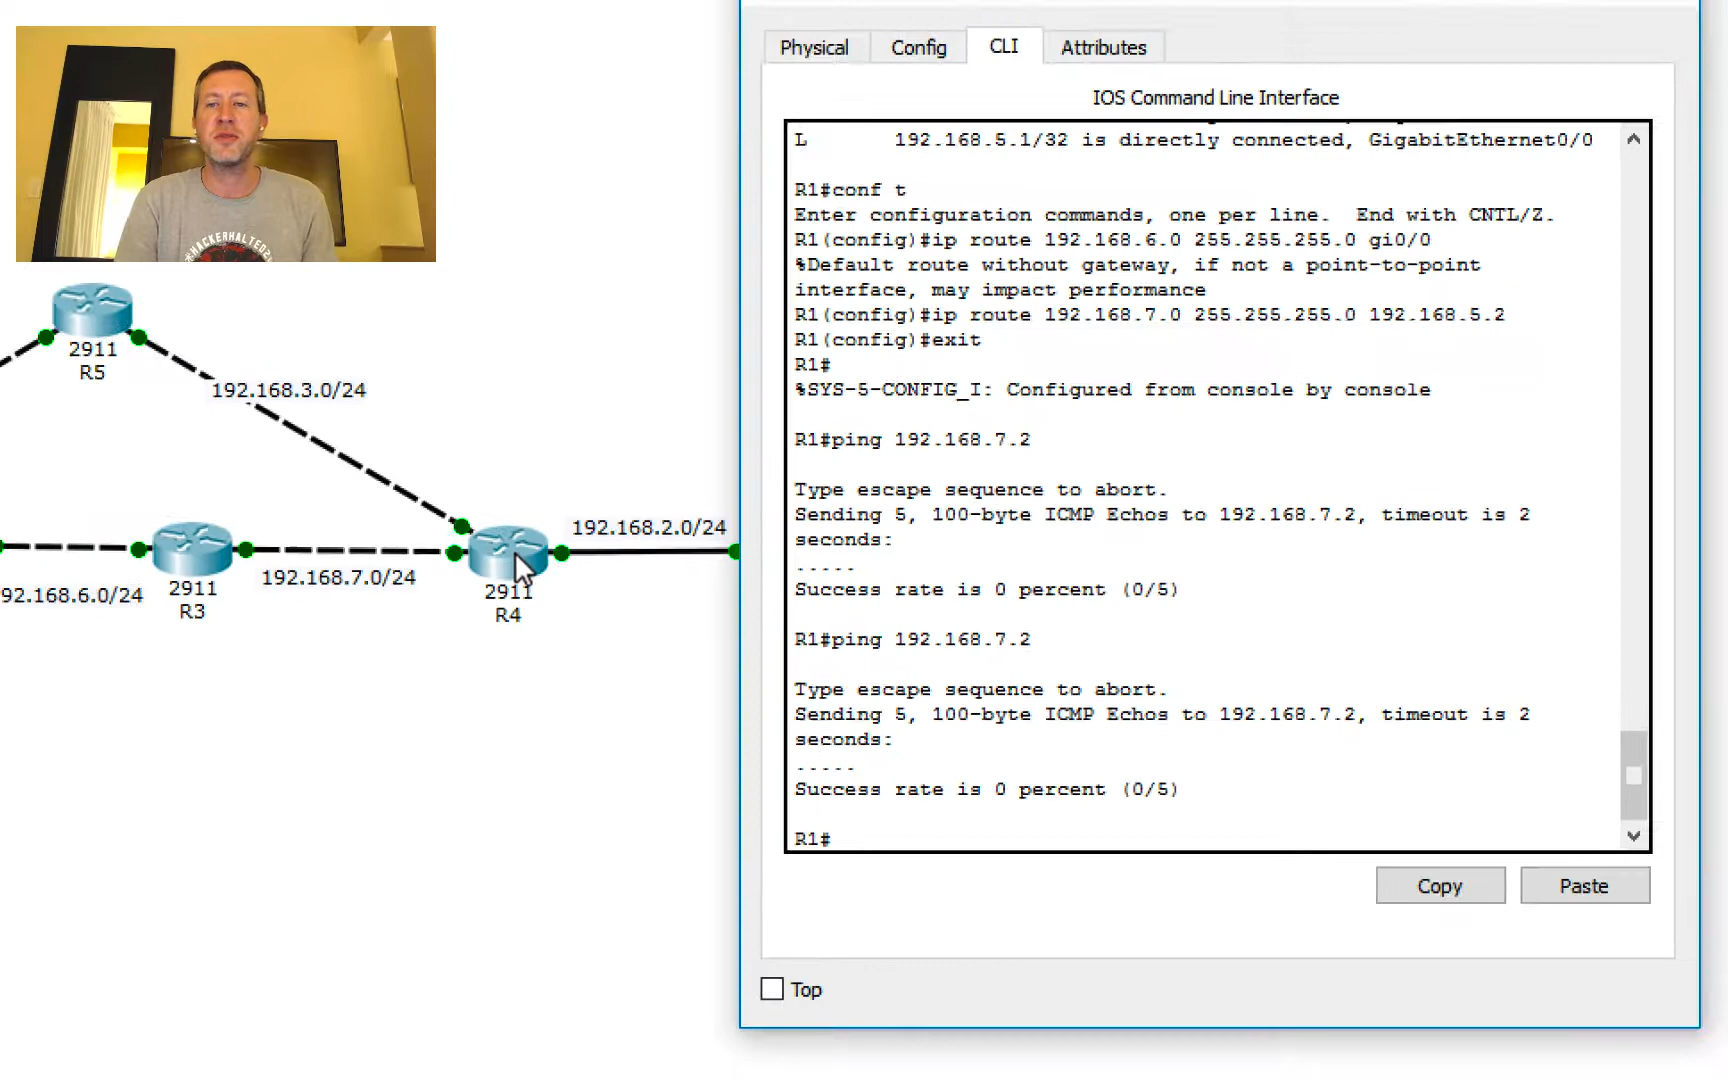 HACKERHALTED
2911
R5
192.168.3.0/24
192.168.2.0/24
92.168.6.0/24
2911
R3
192.168.7.0/24
2911
R4
Physical
Config
CLI
Attributes
IOS Command Line Interface
L      192.168.5.1/32 is directly connected, GigabitEthernet0/0
R1#conf t
Enter configuration commands, one per line.  End with CNTL/Z.
R1(config)#ip route 192.168.6.0 255.255.255.0 gi0/0
%Default route without gateway, if not a point-to-point
interface, may impact performance
R1(config)#ip route 192.168.7.0 255.255.255.0 192.168.5.2
R1(config)#exit
R1#
%SYS-5-CONFIG_I: Configured from console by console
R1#ping 192.168.7.2
Type escape sequence to abort.
Sending 5, 100-byte ICMP Echos to 192.168.7.2, timeout is 2
seconds:
.....
Success rate is 0 percent (0/5)
R1#ping 192.168.7.2
Type escape sequence to abort.
Sending 5, 100-byte ICMP Echos to 192.168.7.2, timeout is 2
seconds:
.....
Success rate is 0 percent (0/5)
R1#
Copy
Paste
Top